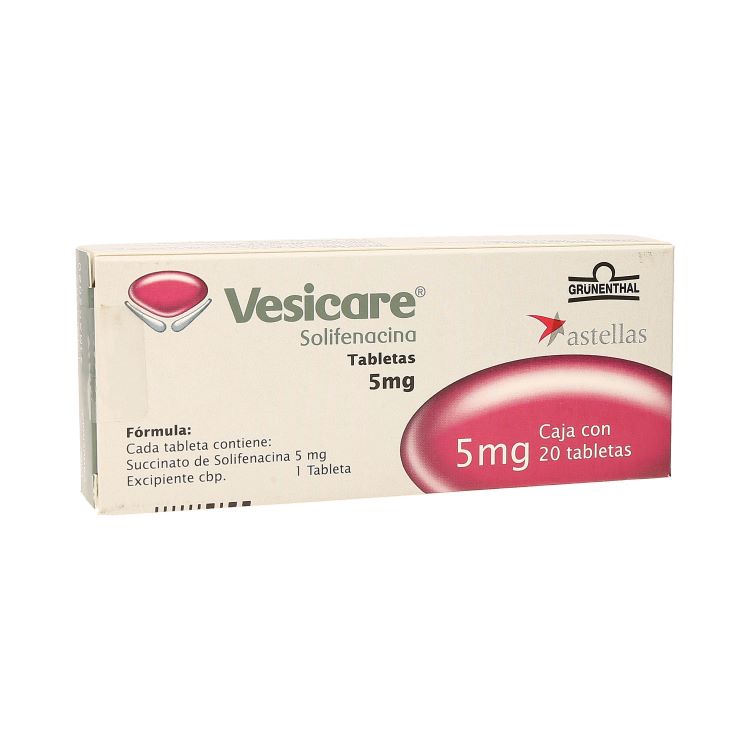 Vesicare®
Solifenacina
Tabletas
5mg
GRÜNENTHAL
astellas
Fórmula:
Cada tableta contiene:
Succinato de Solifenacina 5 mg
Excipiente cbp. 1 Tableta
5mg
Caja con
20 tabletas